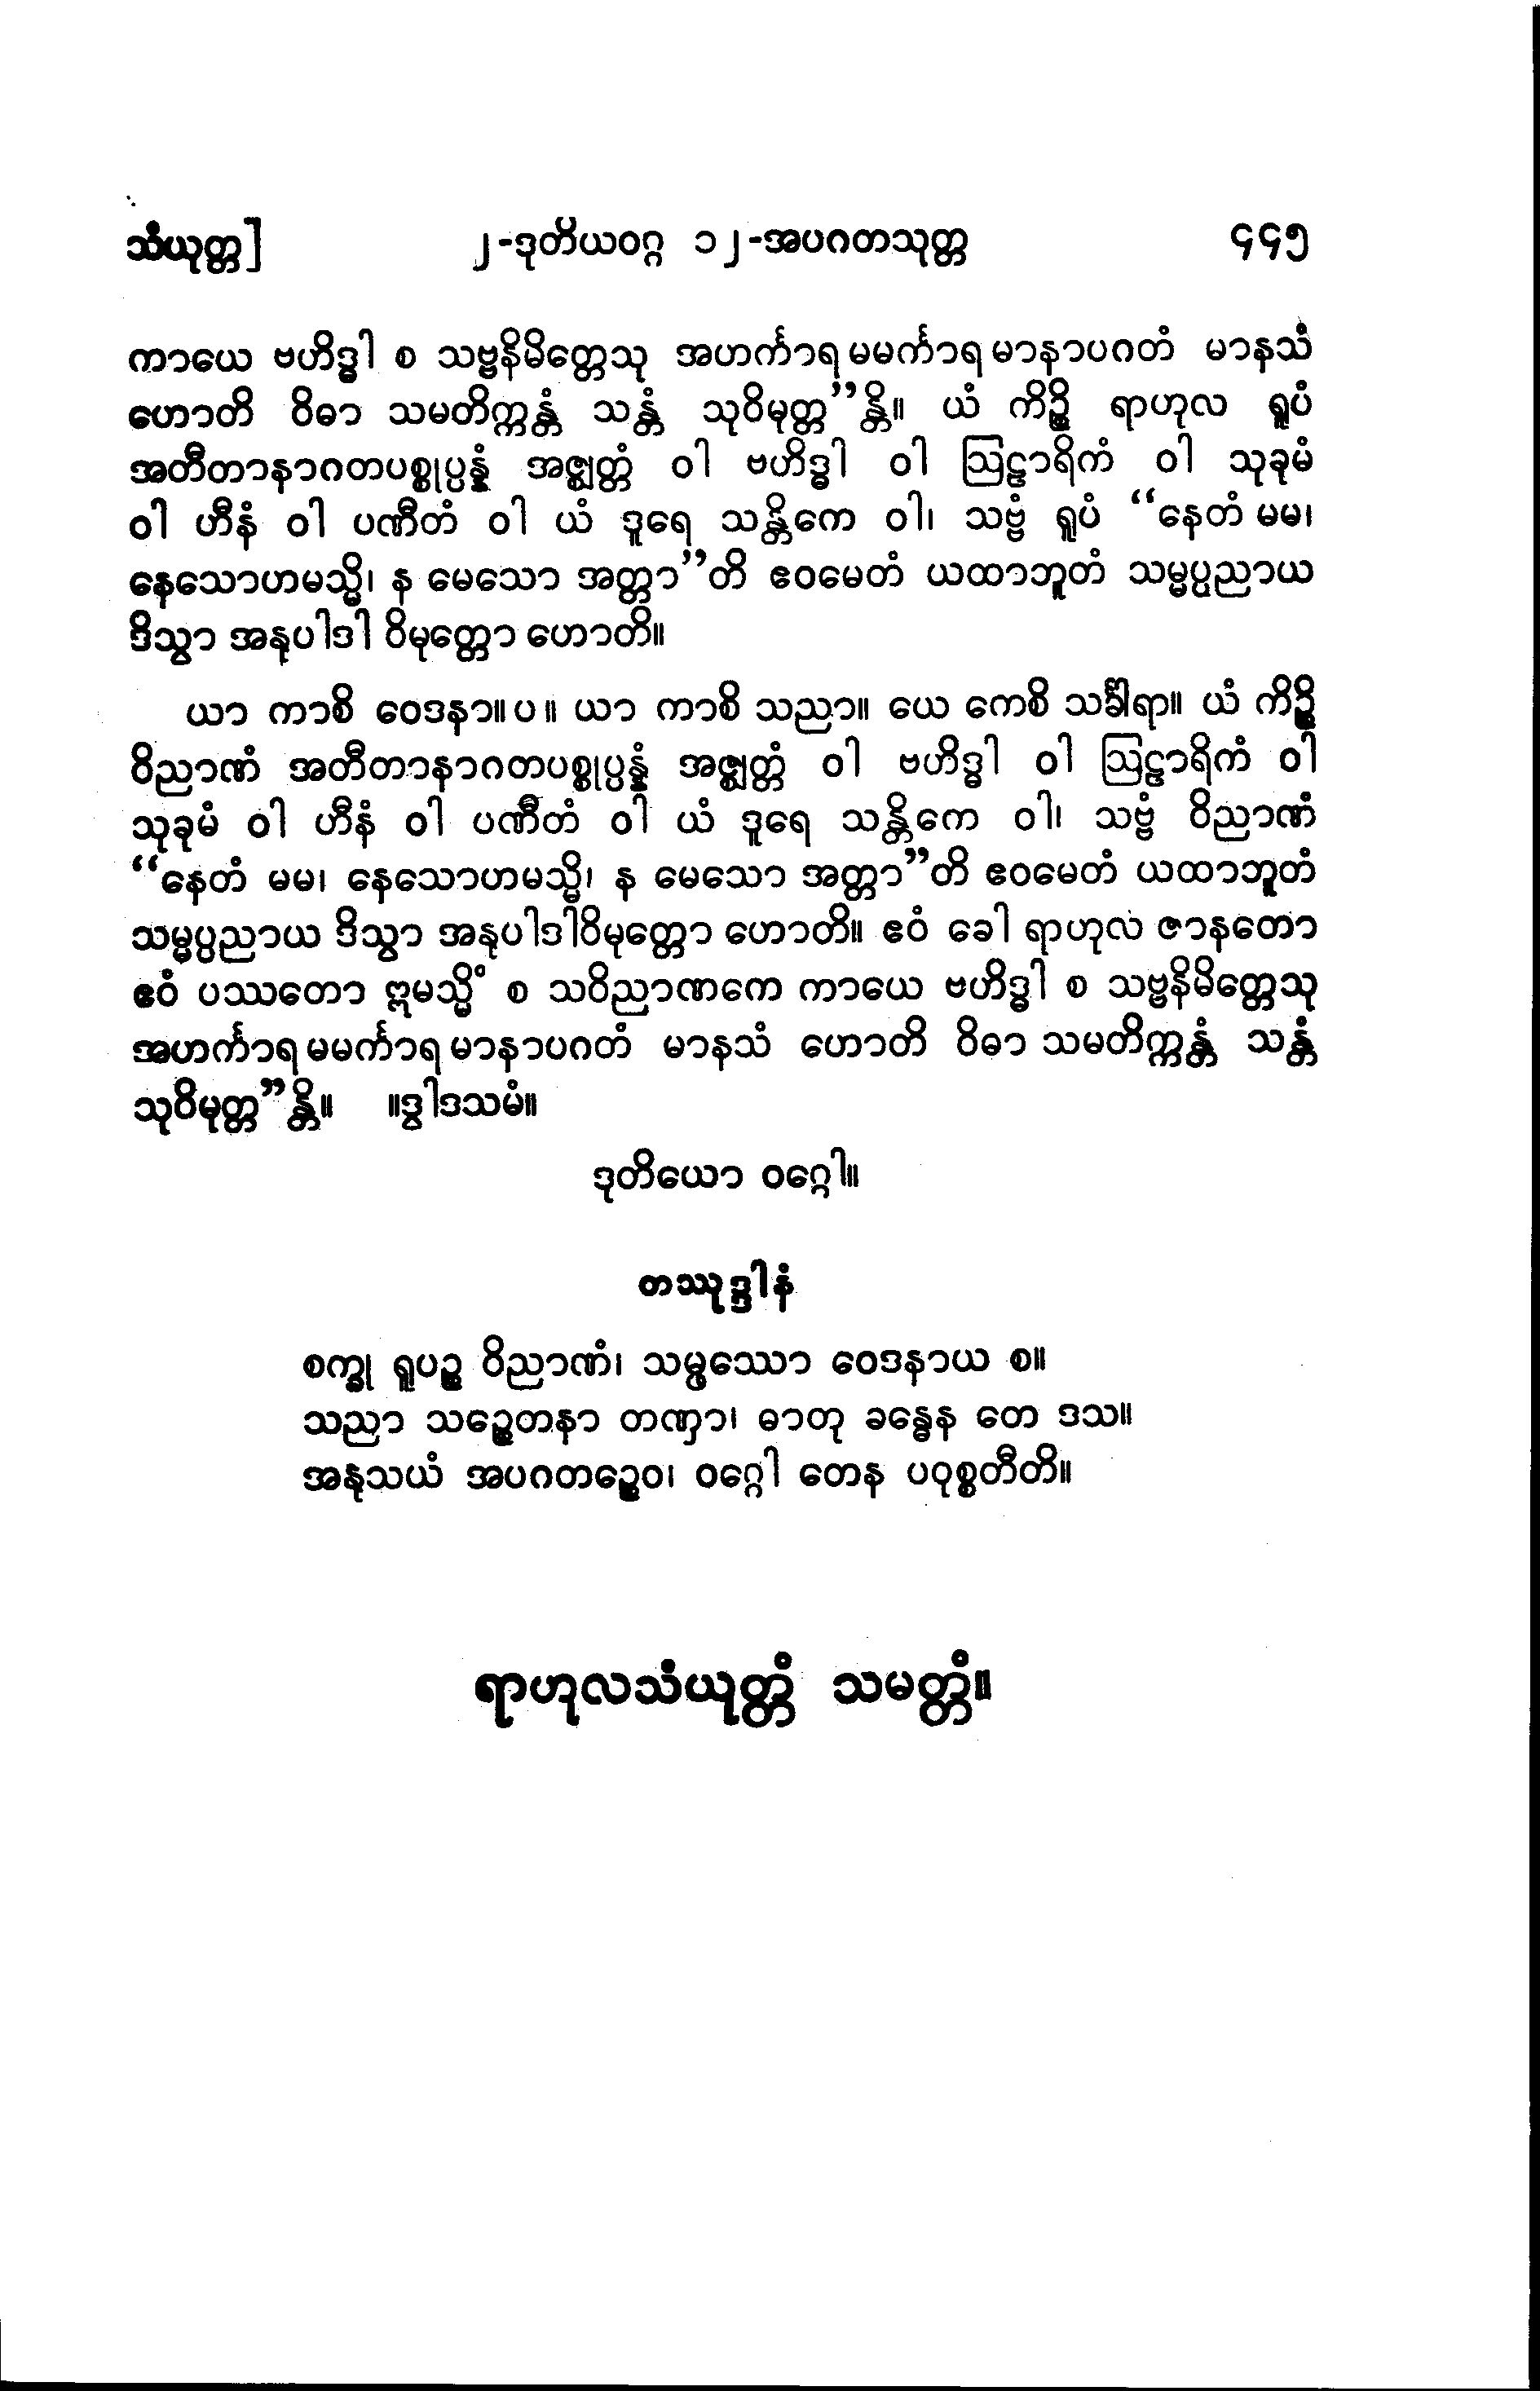 သံယုတ္တ] ၂-ဒုတိယဝဂ္ဂ ၁၂-အပဂတသုတ္တ ၄၄၅
ကာယေ ဗဟိဒ္ဓါ စ သဗ္ဗနိမိတ္တေသု အဟင်္ကာရ မမင်္ကာရ မာနာပဂတံ မာနသံ
ဟောတိ ဝိဓာ သမတိက္ကန္တံ သန္တံ သုဝိမုတ္တ”န္တိ။ ယံ ကိဉ္စိ ရာဟုလ ရူပံ
အတီတာနာဂတပစ္စုပ္ပန္နံ အဇ္ဈတ္တံ ဝါ ဗဟိဒ္ဓါ ဝါ ဩဠာရိကံ ဝါ သုခုမံ
ဝါ ဟီနံ ဝါ ပဏီတံ ဝါ ယံ ဒူရေ သန္တိကေ ဝါ၊ သဗ္ဗံ ရူပံ “နေတံ မမ၊
နေသောဟမသ္မိ၊ န မေသော အတ္တာ”တိ ဧဝမေတံ ယထာဘူတံ သမ္မပ္ပညာယ
ဒိသွာ အနုပါဒါ ဝိမုတ္တော ဟောတိ။
ယာ ကာစိ ဝေဒနာ။ပ။ ယာ ကာစိ သညာ။ ယေ ကေစိ သင်္ခါရာ။ ယံ ကိဉ္စိ
ဝိညာဏံ အတီတာနာဂတပစ္စုပ္ပန္နံ အဇ္ဈတ္တံ ဝါ ဗဟိဒ္ဓါ ဝါ ဩဠာရိကံ ဝါ
သုခုမံ ဝါ ဟီနံ ဝါ ပဏီတံ ဝါ ယံ ဒူရေ သန္တိကေ ဝါ၊ သဗ္ဗံ ဝိညာဏံ
“နေတံ မမ၊ နေသောဟမသ္မိ၊ န မေသော အတ္တာ”တိ ဧဝမေတံ ယထာဘူတံ
သမ္မပ္ပညာယ ဒိသွာ အနုပါဒါဝိမုတ္တော ဟောတိ။ ဧဝံ ခေါ ရာဟုလ ဇာနတော
ဧဝံ ပဿတော ဣမသ္မိံ စ သဝိညာဏကေ ကာယေ ဗဟိဒ္ဓါ စ သဗ္ဗနိမိတ္တေသု
အဟင်္ကာရ မမင်္ကာရ မာနာပဂတံ မာနသံ ဟောတိ ဝိဓာ သမတိက္ကန္တံ သန္တံ
သုဝိမုတ္တ”န္တိ။ ။ဒွါဒသမံ။
ဒုတိယော ဝဂ္ဂေါ။
တဿုဒ္ဒါနံ
စက္ခု ရူပဉ္စ ဝိညာဏံ၊ သမ္ဖဿော ဝေဒနာယ စ။
သညာ သဉ္စေတနာ တဏှာ၊ ဓာတု ခန္ဓေန တေ ဒသ။
အနုသယံ အပဂတဉ္စေဝ၊ ဝဂ္ဂေါ တေန ပဝုစ္စတီတိ။
ရာဟုလသံယုတ္တံ သမတ္တံ။